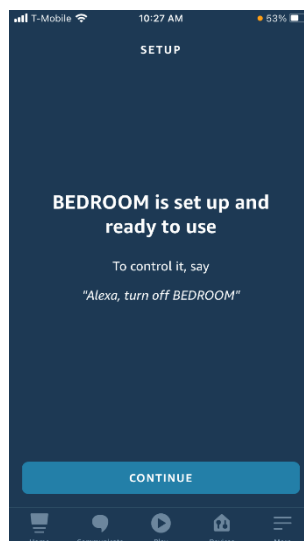 T-Mobile 10:27 AM 53%
SETUP
BEDROOM is set up and
ready to use
To control it, say
"Alexa, turn off BEDROOM"
CONTINUE